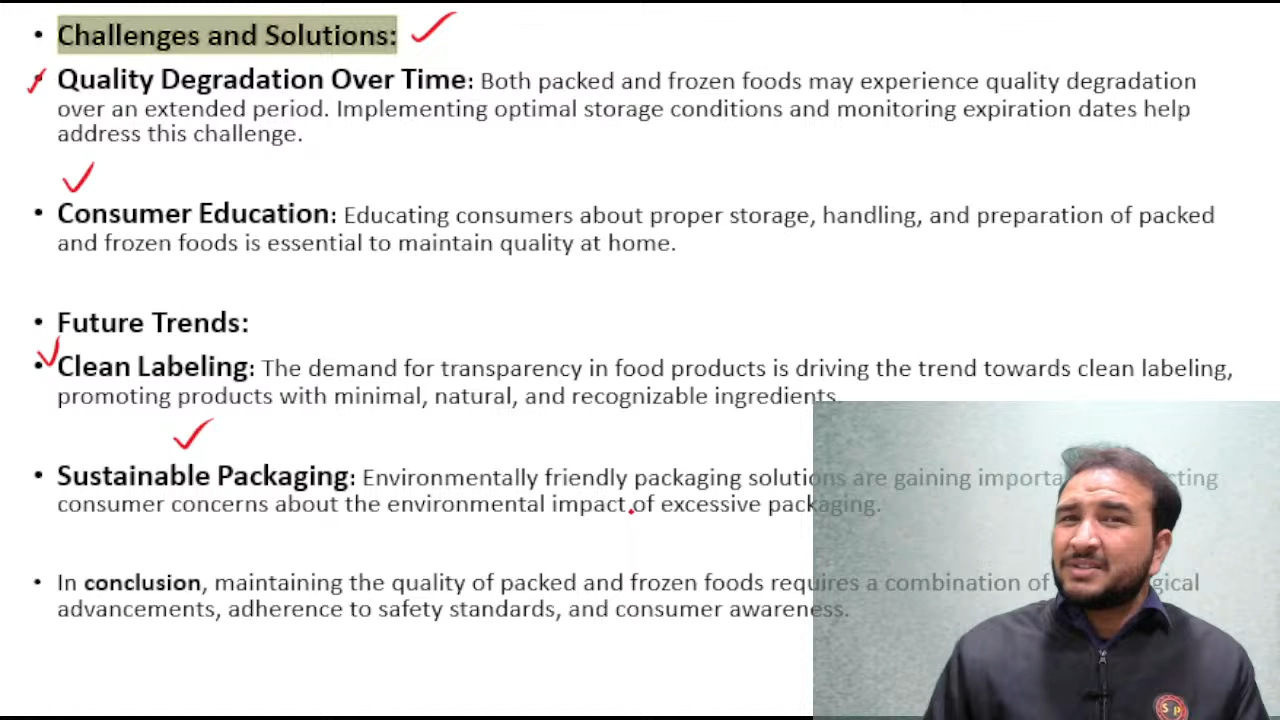 • Challenges and Solutions:
• Quality Degradation Over Time: Both packed and frozen foods may experience quality degradation
over an extended period. Implementing optimal storage conditions and monitoring expiration dates help
address this challenge.
• Consumer Education: Educating consumers about proper storage, handling, and preparation of packed
and frozen foods is essential to maintain quality at home.
• Future Trends:
• Clean Labeling: The demand for transparency in food products is driving the trend towards clean labeling,
promoting products with minimal, natural, and recognizable ingredients.
• Sustainable Packaging: Environmentally friendly packaging solutions are gaining
consumer concerns about the environmental impact of excessive packaging.
• In conclusion, maintaining the quality of packed and frozen foods requires a combination of
advancements, adherence to safety standards, and consumer awareness.